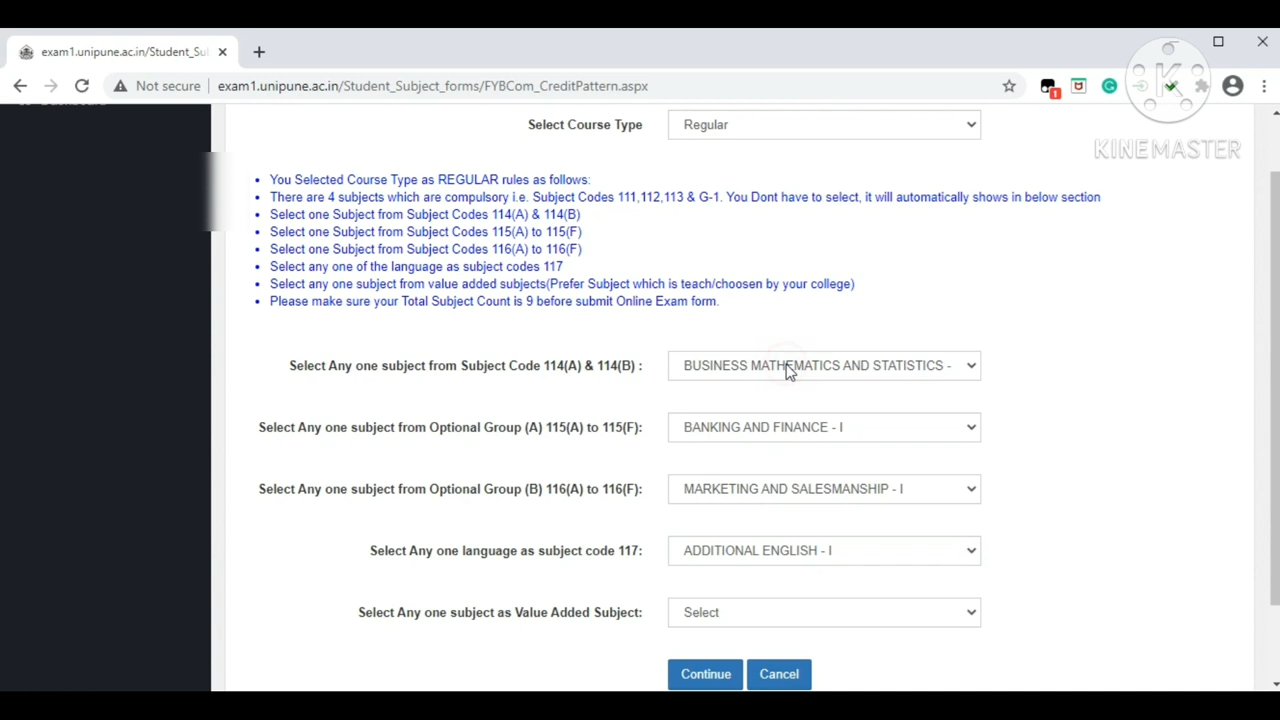 exam1.unipune.ac.in/Student_Su
Not secure
exam1.unipune.ac.in/Student_Subject_forms/FYBCom_CreditPattern.aspx
1
K
KINEMASTER
Select Course Type
Regular
You Selected Course Type as REGULAR rules as follows:
There are 4 subjects which are compulsory i.e. Subject Codes 111,112,113 & G-1. You Dont have to select, it will automatically shows in below section
Select one Subject from Subject Codes 114(A) & 114(B)
Select one Subject from Subject Codes 115(A) to 115(F)
Select one Subject from Subject Codes 116(A) to 116(F)
Select any one of the language as subject codes 117
Select any one subject from value added subjects(Prefer Subject which is teach/choosen by your college)
Please make sure your Total Subject Count is 9 before submit Online Exam form.
Select Any one subject from Subject Code 114(A) & 114(B) :
BUSINESS MATHEMATICS AND STATISTICS -
Select Any one subject from Optional Group (A) 115(A) to 115(F):
BANKING AND FINANCE - I
Select Any one subject from Optional Group (B) 116(A) to 116(F):
MARKETING AND SALESMANSHIP - I
Select Any one language as subject code 117:
ADDITIONAL ENGLISH - I
Select Any one subject as Value Added Subject:
Select
Continue
Cancel